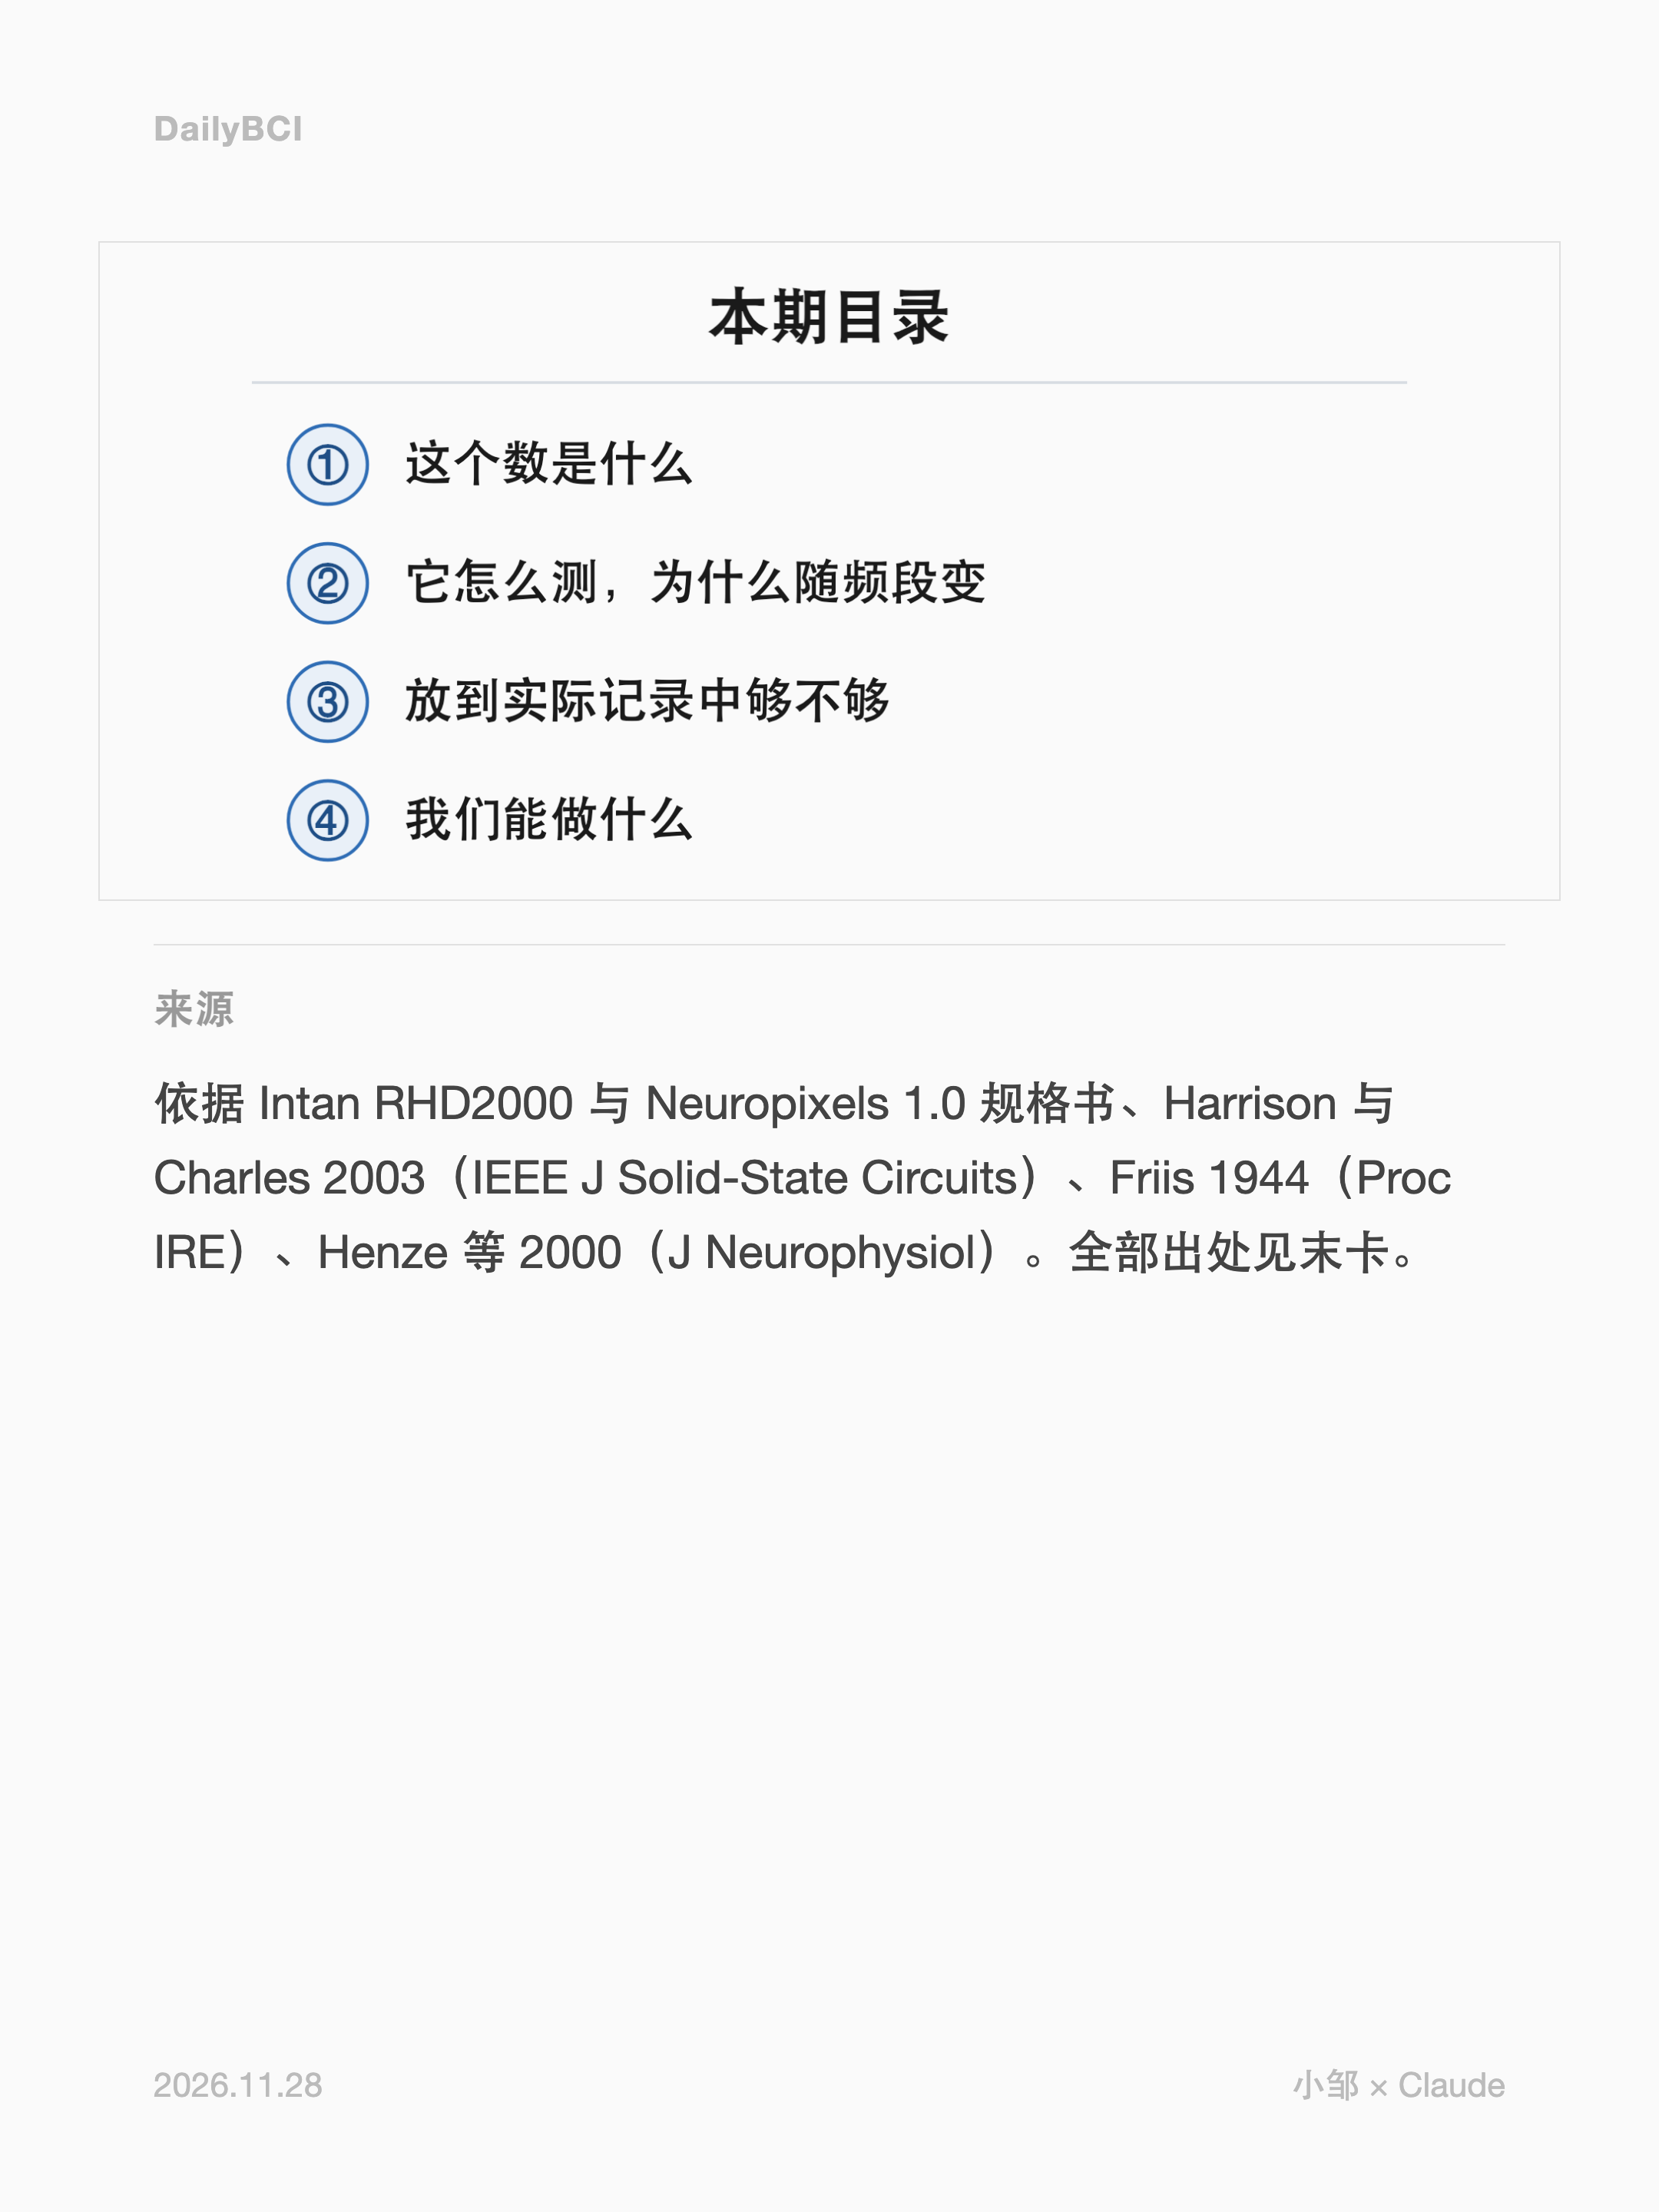 DailyBCI
本期目录
① 这个数是什么
② 它怎么测，为什么随频段变
③ 放到实际记录中够不够
④ 我们能做什么
来源
依据 Intan RHD2000 与 Neuropixels 1.0 规格书、Harrison 与
Charles 2003（IEEE J Solid-State Circuits）、Friis 1944（Proc
IRE）、Henze 等 2000（J Neurophysiol）。全部出处见末卡。
2026.11.28
小邹 × Claude